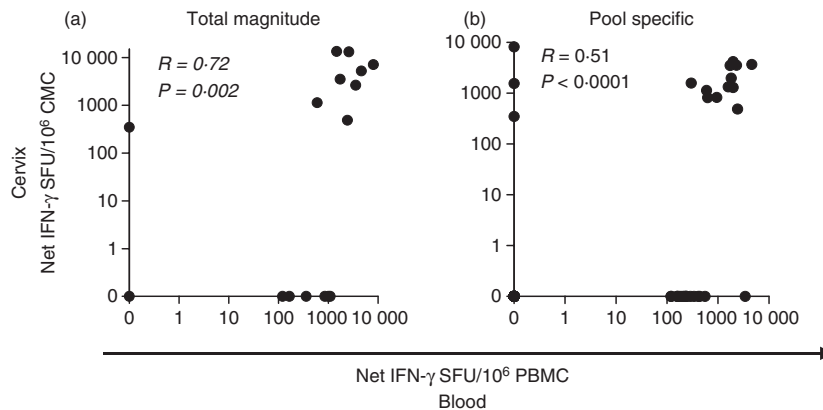 (a) Total magnitude
R = 0·72
P = 0·002
10 000
1000
100
10
1
0
0 1 10 100 1000 10 000
(b) Pool specific
R = 0·51
P < 0·0001
10 000
1000
100
10
1
0
0 1 10 100 1000 10 000
Cervix
Net IFN-γ SFU/10⁶ CMC
Net IFN-γ SFU/10⁶ PBMC
Blood